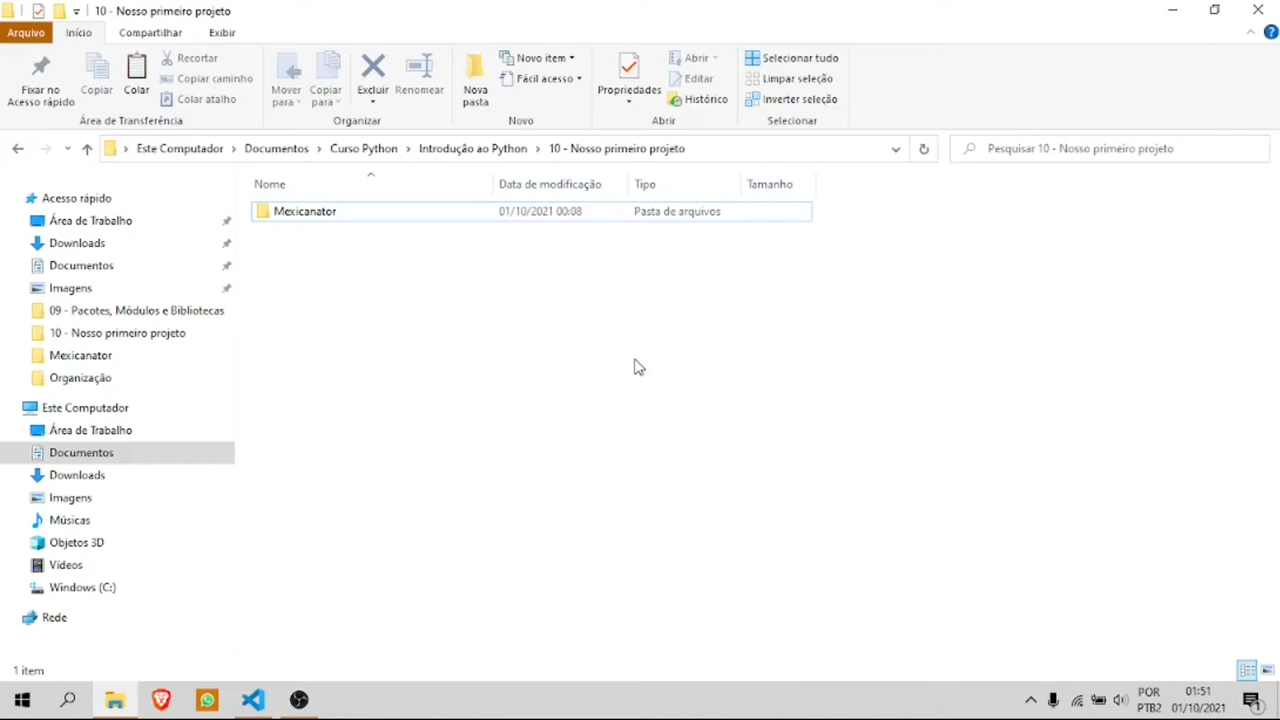 10 - Nosso primeiro projeto
Arquivo Início Compartilhar Exibir
Fixar no Acesso rápido
Copiar
Colar
Recortar
Copiar caminho
Colar atalho
Área de Transferência
Mover para
Copiar para
Excluir
Renomear
Organizar
Nova pasta
Novo item
Fácil acesso
Novo
Propriedades
Abrir
Editar
Histórico
Abrir
Selecionar tudo
Limpar seleção
Inverter seleção
Selecionar
Este Computador > Documentos > Curso Python > Introdução ao Python > 10 - Nosso primeiro projeto
Pesquisar 10 - Nosso primeiro projeto
Nome Data de modificação Tipo Tamanho
Mexicanator 01/10/2021 00:08 Pasta de arquivos
Acesso rápido
Área de Trabalho
Downloads
Documentos
Imagens
09 - Pacotes, Módulos e Bibliotecas
10 - Nosso primeiro projeto
Mexicanator
Organização
Este Computador
Área de Trabalho
Documentos
Downloads
Imagens
Músicas
Objetos 3D
Vídeos
Windows (C:)
Rede
1 item
POR
PTB2
01:51
01/10/2021
1